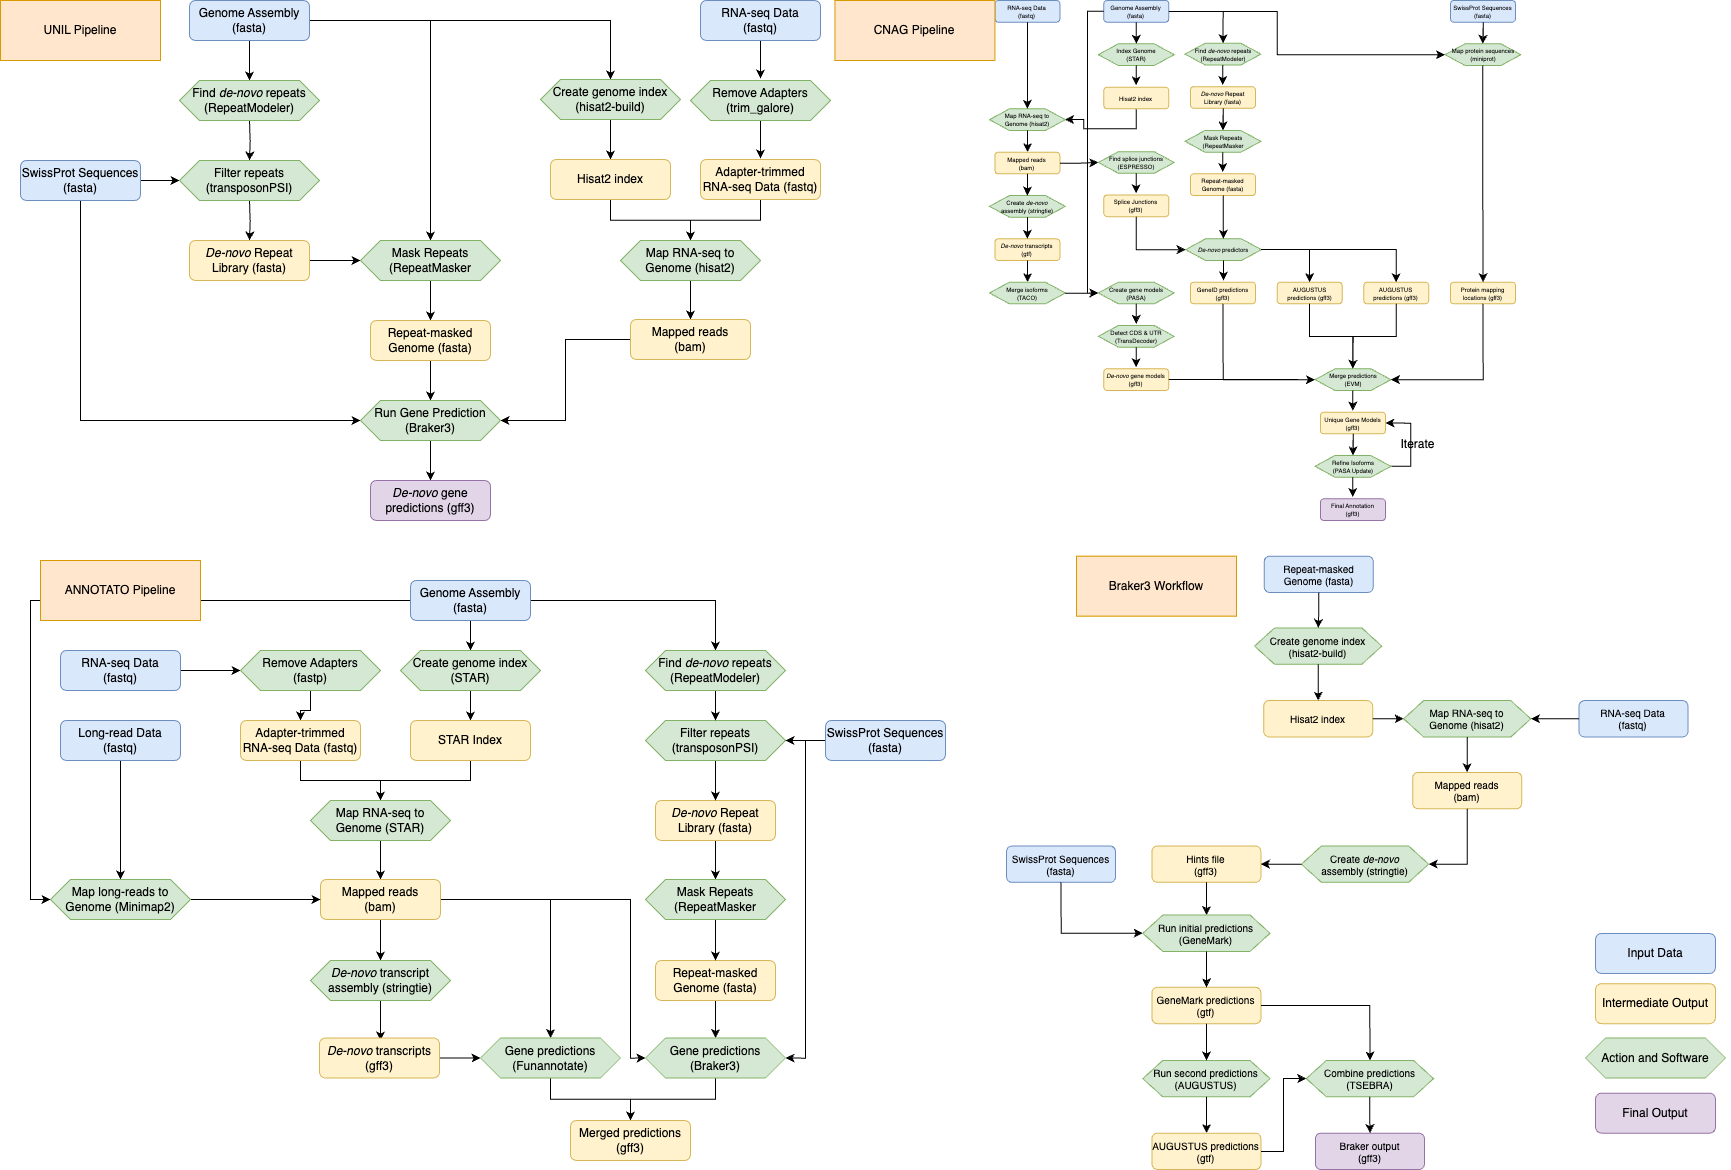 UNIL Pipeline
Genome Assembly
(fasta)
RNA-seq Data
(fastq)
Find de-novo repeats
(RepeatModeler)
Create genome index
(hisat2-build)
Remove Adapters
(trim_galore)
SwissProt Sequences
(fasta)
Filter repeats
(transposonPSI)
Hisat2 index
Adapter-trimmed
RNA-seq Data (fastq)
De-novo Repeat
Library (fasta)
Mask Repeats
(RepeatMasker
Map RNA-seq to
Genome (hisat2)
Repeat-masked
Genome (fasta)
Mapped reads
(bam)
Run Gene Prediction
(Braker3)
De-novo gene
predictions (gff3)
CNAG Pipeline
RNA-seq Data
(fastq)
Genome Assembly
(fasta)
SwissProt Sequences
(fasta)
Index Genome
(STAR)
Find de-novo repeats
(RepeatModeler)
Map protein sequences
(miniprot)
Hisat2 index
De-novo Repeat
Library (fasta)
Map RNA-seq to
Genome (hisat2)
Mask Repeats
(RepeatMasker
Mapped reads
(bam)
Find splice junctions
(ESPRESSO)
Repeat-masked
Genome (fasta)
Create de-novo
assembly (stringtie)
Splice Junctions
(gff3)
De-novo transcripts
(gtf)
De-novo predictors
Merge isoforms
(TACO)
Create gene models
(PASA)
GeneID predictions
(gff3)
AUGUSTUS
predictions (gff3)
AUGUSTUS
predictions (gff3)
Protein mapping
locations (gff3)
Detect CDS & UTR
(TransDecoder)
De-novo gene models
(gff3)
Merge predictions
(EVM)
Unique Gene Models
(gff3)
Iterate
Refine Isoforms
(PASA Update)
Final Annotation
(gff3)
ANNOTATO Pipeline
Genome Assembly
(fasta)
RNA-seq Data
(fastq)
Remove Adapters
(fastp)
Create genome index
(STAR)
Find de-novo repeats
(RepeatModeler)
Long-read Data
(fastq)
Adapter-trimmed
RNA-seq Data (fastq)
STAR Index
Filter repeats
(transposonPSI)
SwissProt Sequences
(fasta)
Map RNA-seq to
Genome (STAR)
De-novo Repeat
Library (fasta)
Map long-reads to
Genome (Minimap2)
Mapped reads
(bam)
Mask Repeats
(RepeatMasker
De-novo transcript
assembly (stringtie)
Repeat-masked
Genome (fasta)
De-novo transcripts
(gff3)
Gene predictions
(Funannotate)
Gene predictions
(Braker3)
Merged predictions
(gff3)
Braker3 Workflow
Repeat-masked
Genome (fasta)
Create genome index
(hisat2-build)
Hisat2 index
Map RNA-seq to
Genome (hisat2)
RNA-seq Data
(fastq)
Mapped reads
(bam)
SwissProt Sequences
(fasta)
Hints file
(gff3)
Create de-novo
assembly (stringtie)
Run initial predictions
(GeneMark)
GeneMark predictions
(gtf)
Run second predictions
(AUGUSTUS)
Combine predictions
(TSEBRA)
AUGUSTUS predictions
(gtf)
Braker output
(gff3)
Input Data
Intermediate Output
Action and Software
Final Output